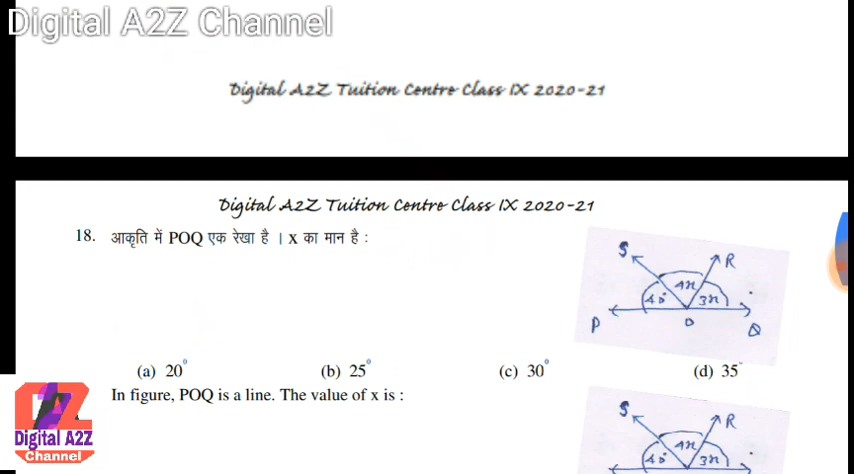 Digital A2Z Channel
Digital A2Z Tuition Centre Class IX 2020-21
Digital A2Z Tuition Centre Class IX 2020-21
18. आकृति में POQ एक रेखा है । x का मान है :
S R
4x
40° 3x
P O Q
(a) 20° (b) 25° (c) 30° (d) 35°
In figure, POQ is a line. The value of x is :
S R
4x
40° 3x
Digital A2Z
Channel